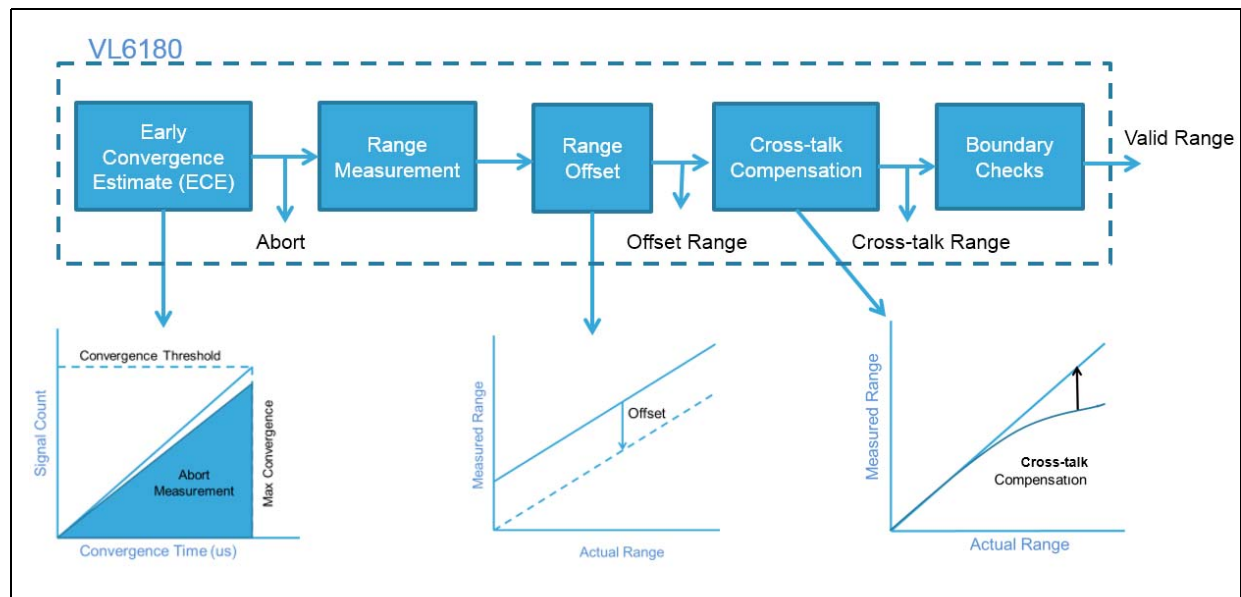 VL6180
Early
Convergence
Estimate (ECE)
Range
Measurement
Range
Offset
Cross-talk
Compensation
Boundary
Checks
Valid Range
Abort
Offset Range
Cross-talk Range
Convergence Threshold
Signal Count
Abort
Measurement
Max Convergence
Convergence Time (us)
Measured Range
Offset
Actual Range
Measured Range
Cross-talk
Compensation
Actual Range